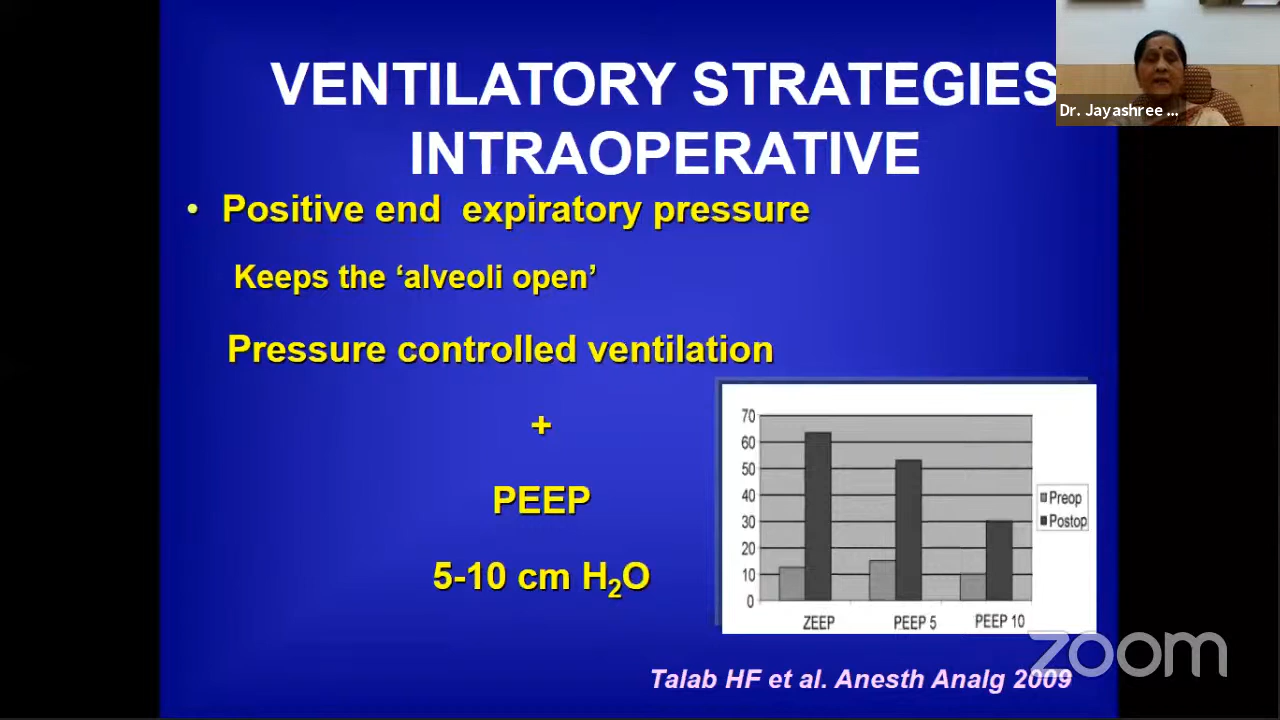 VENTILATORY STRATEGIES
INTRAOPERATIVE
Dr. Jayashree ...
• Positive end expiratory pressure
Keeps the ‘alveoli open’
Pressure controlled ventilation
+
PEEP
5-10 cm H₂O
70
60
50
40
30
20
10
0
ZEEP PEEP 5 PEEP 10
Preop
Postop
Talab HF et al. Anesth Analg 2009
zoom